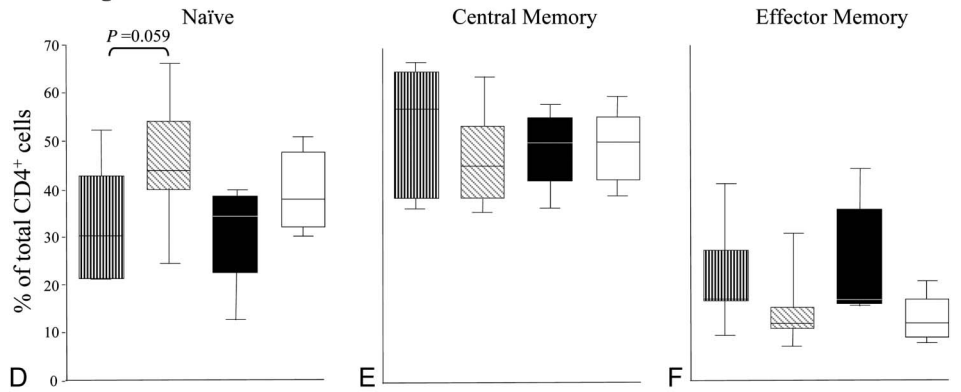 Naïve
Central Memory
Effector Memory
P =0.059
% of total CD4⁺ cells
70
60
50
40
30
20
10
0
D
E
F